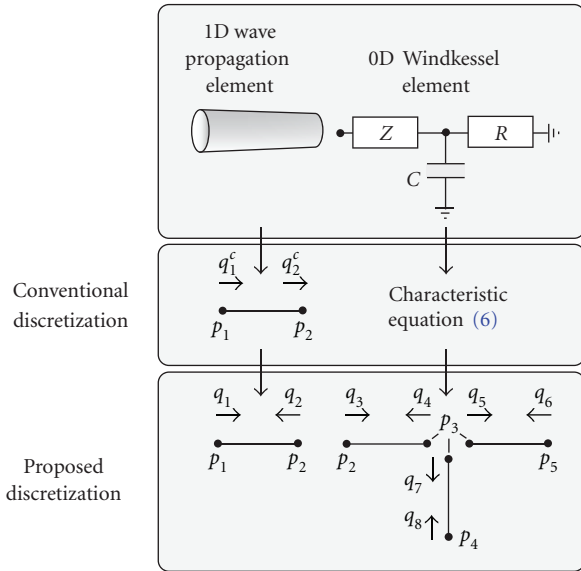 1D wave
propagation
element
0D Windkessel
element
Z
R
C
Conventional
discretization
q₁ᶜ q₂ᶜ
p₁ p₂
Characteristic
equation (6)
Proposed
discretization
q₁ q₂ q₃ q₄ q₅ q₆
p₃
p₁ p₂ p₂ p₅
q₇
q₈
p₄